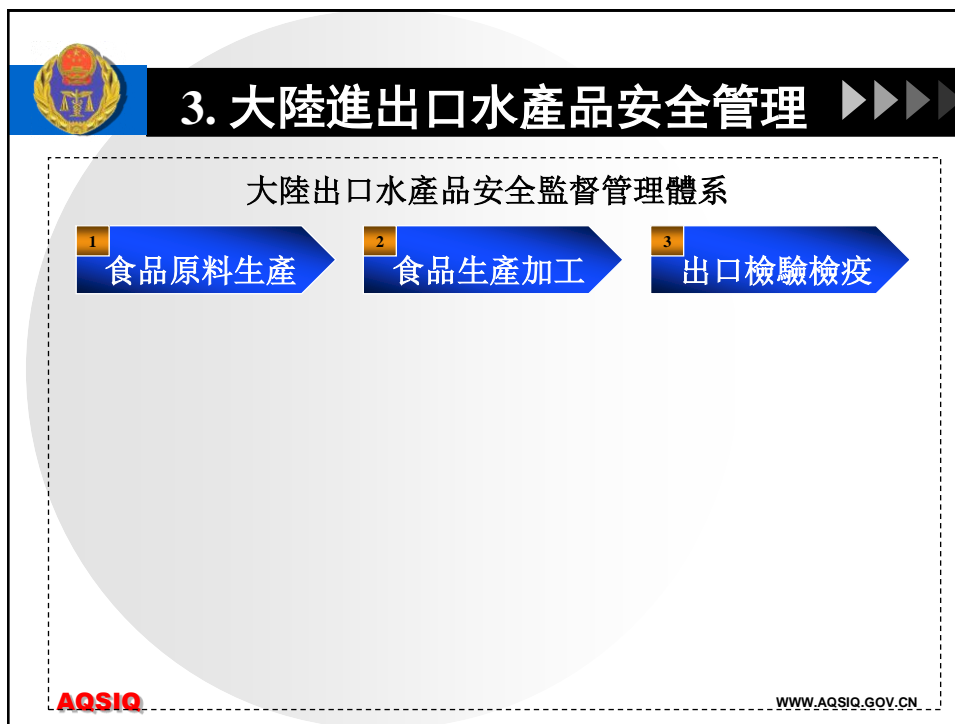 3. 大陸進出口水產品安全管理
大陸出口水產品安全監督管理體系
1
食品原料生產
2
食品生產加工
3
出口檢驗檢疫
AQSIQ
WWW.AQSIQ.GOV.CN